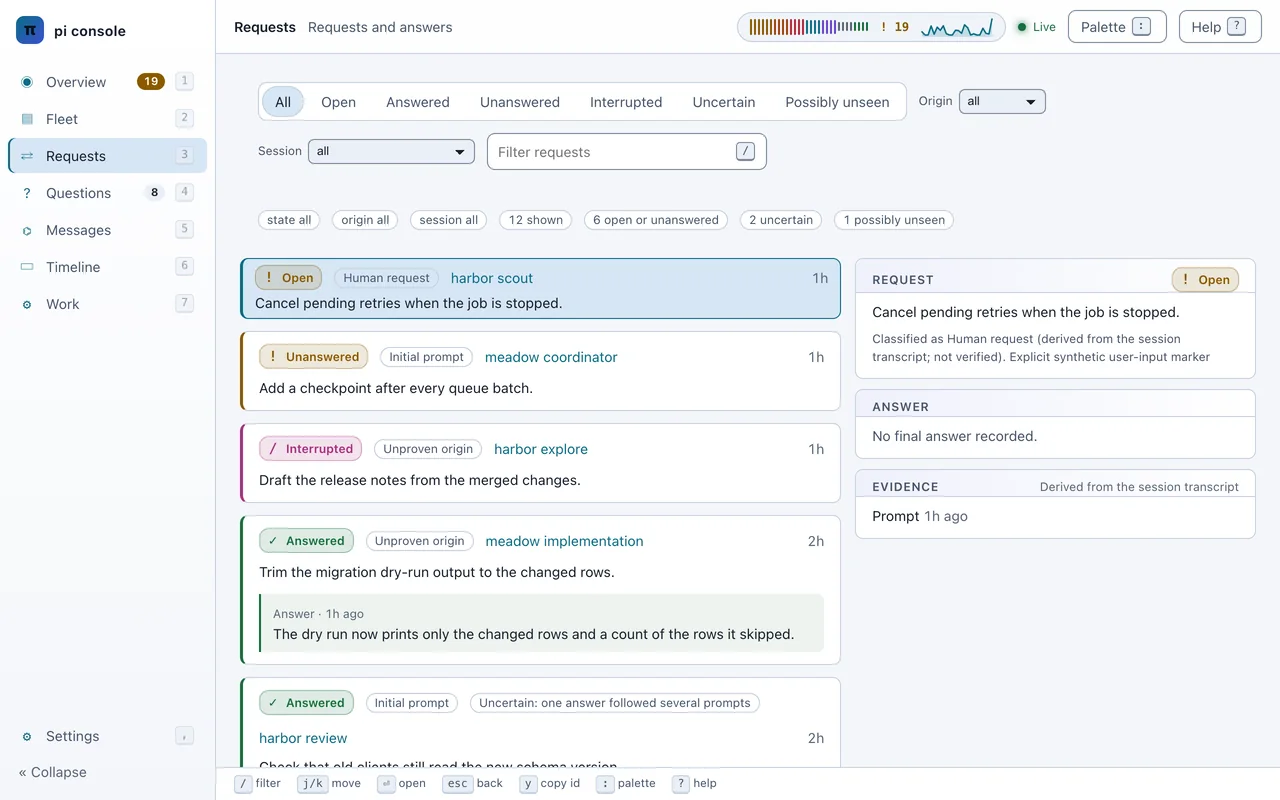 π pi console
Overview 19 1
Fleet 2
Requests 3
? Questions 8 4
Messages 5
Timeline 6
Work 7
Settings ,
« Collapse
Requests Requests and answers
! 19
Live
Palette :
Help ?
All Open Answered Unanswered Interrupted Uncertain Possibly unseen
Origin all
Session all
Filter requests /
state all origin all session all 12 shown 6 open or unanswered 2 uncertain 1 possibly unseen
! Open Human request harbor scout 1h
Cancel pending retries when the job is stopped.
! Unanswered Initial prompt meadow coordinator 1h
Add a checkpoint after every queue batch.
/ Interrupted Unproven origin harbor explore 1h
Draft the release notes from the merged changes.
✓ Answered Unproven origin meadow implementation 2h
Trim the migration dry-run output to the changed rows.
Answer · 1h ago
The dry run now prints only the changed rows and a count of the rows it skipped.
✓ Answered Initial prompt Uncertain: one answer followed several prompts
harbor review 2h
Check that old clients still read the new schema version.
REQUEST ! Open
Cancel pending retries when the job is stopped.
Classified as Human request (derived from the session
transcript; not verified). Explicit synthetic user-input marker
ANSWER
No final answer recorded.
EVIDENCE Derived from the session transcript
Prompt 1h ago
/ filter j/k move ⏎ open esc back y copy id : palette ? help